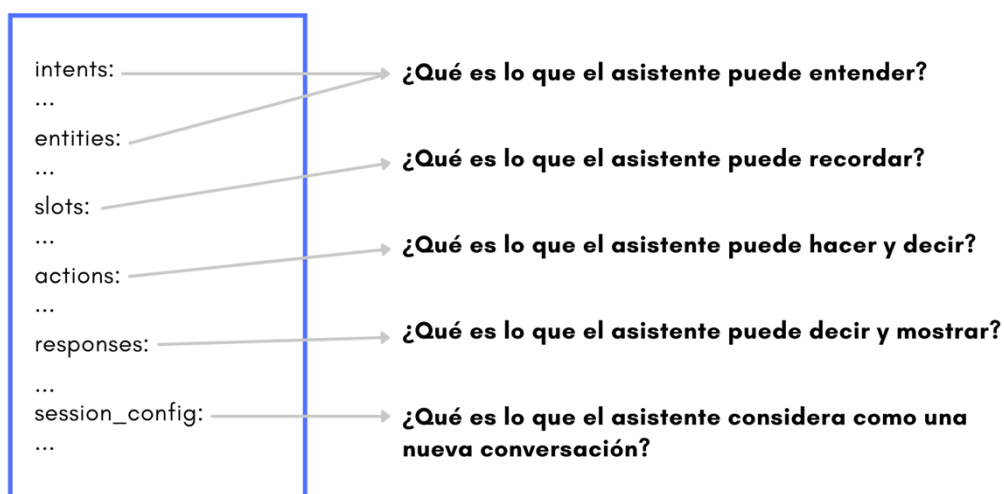 intents:
¿Qué es lo que el asistente puede entender?
...
entities:
...
¿Qué es lo que el asistente puede recordar?
slots:
...
¿Qué es lo que el asistente puede hacer y decir?
actions:
...
¿Qué es lo que el asistente puede decir y mostrar?
responses:
...
session_config:
¿Qué es lo que el asistente considera como una
nueva conversación?
...